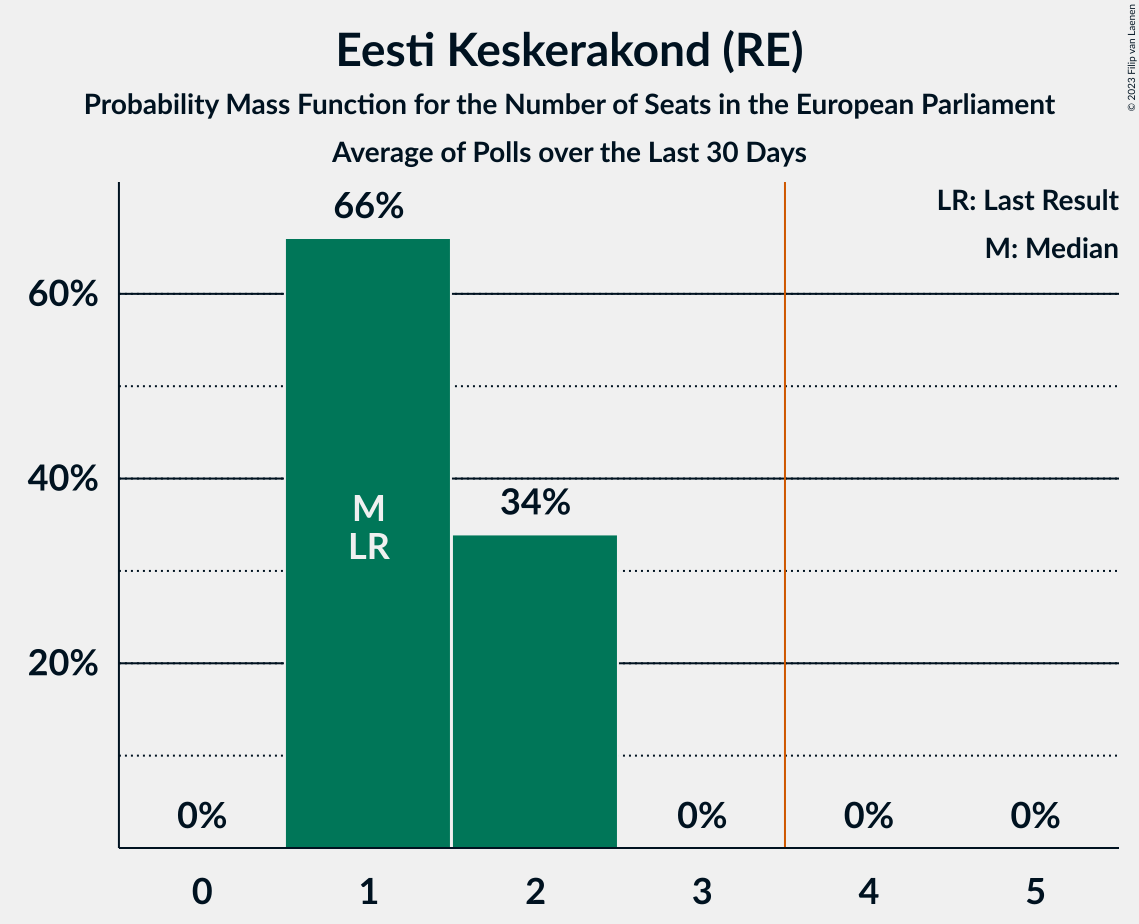 Eesti Keskerakond (RE)
Probability Mass Function for the Number of Seats in the European Parliament
Average of Polls over the Last 30 Days
© 2023 Filip van Laenen
LR: Last Result
M: Median
66%
60%
40%
34%
M
LR
20%
0%
0%
0%
0%
0
1
2
3
4
5